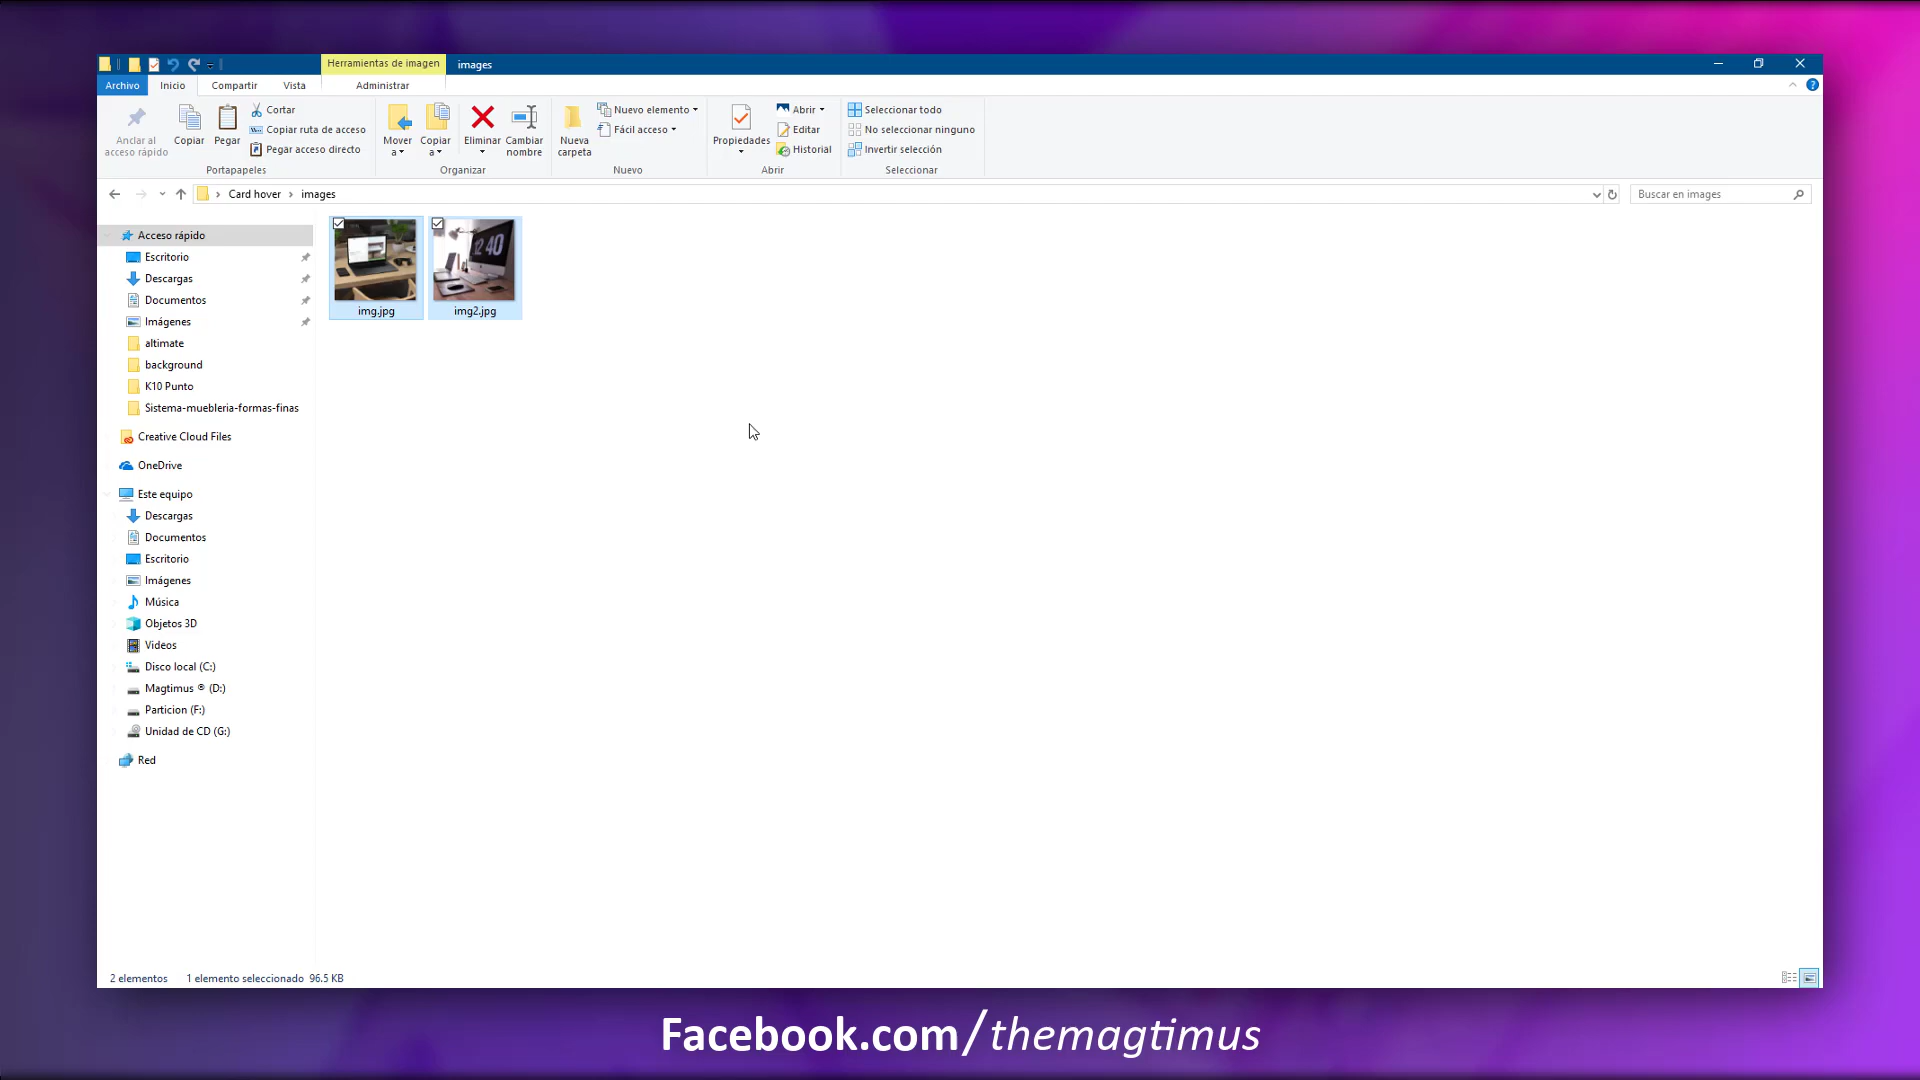 Herramientas de imagen
images
Archivo
Inicio
Compartir
Vista
Administrar
Anclar al
acceso rápido
Copiar
Pegar
Cortar
Copiar ruta de acceso
Pegar acceso directo
Portapapeles
Mover
a
Copiar
a
Eliminar
Cambiar
nombre
Organizar
Nueva
carpeta
Nuevo elemento
Fácil acceso
Nuevo
Propiedades
Abrir
Editar
Historial
Abrir
Seleccionar todo
No seleccionar ninguno
Invertir selección
Seleccionar
Card hover
images
Buscar en images
Acceso rápido
Escritorio
Descargas
Documentos
Imágenes
altimate
background
K10 Punto
Sistema-muebleria-formas-finas
Creative Cloud Files
OneDrive
Este equipo
Descargas
Documentos
Escritorio
Imágenes
Música
Objetos 3D
Videos
Disco local (C:)
Magtimus ® (D:)
Particion (F:)
Unidad de CD (G:)
Red
12 40
img.jpg
img2.jpg
2 elementos
1 elemento seleccionado 96.5 KB
Facebook.com/themagtimus